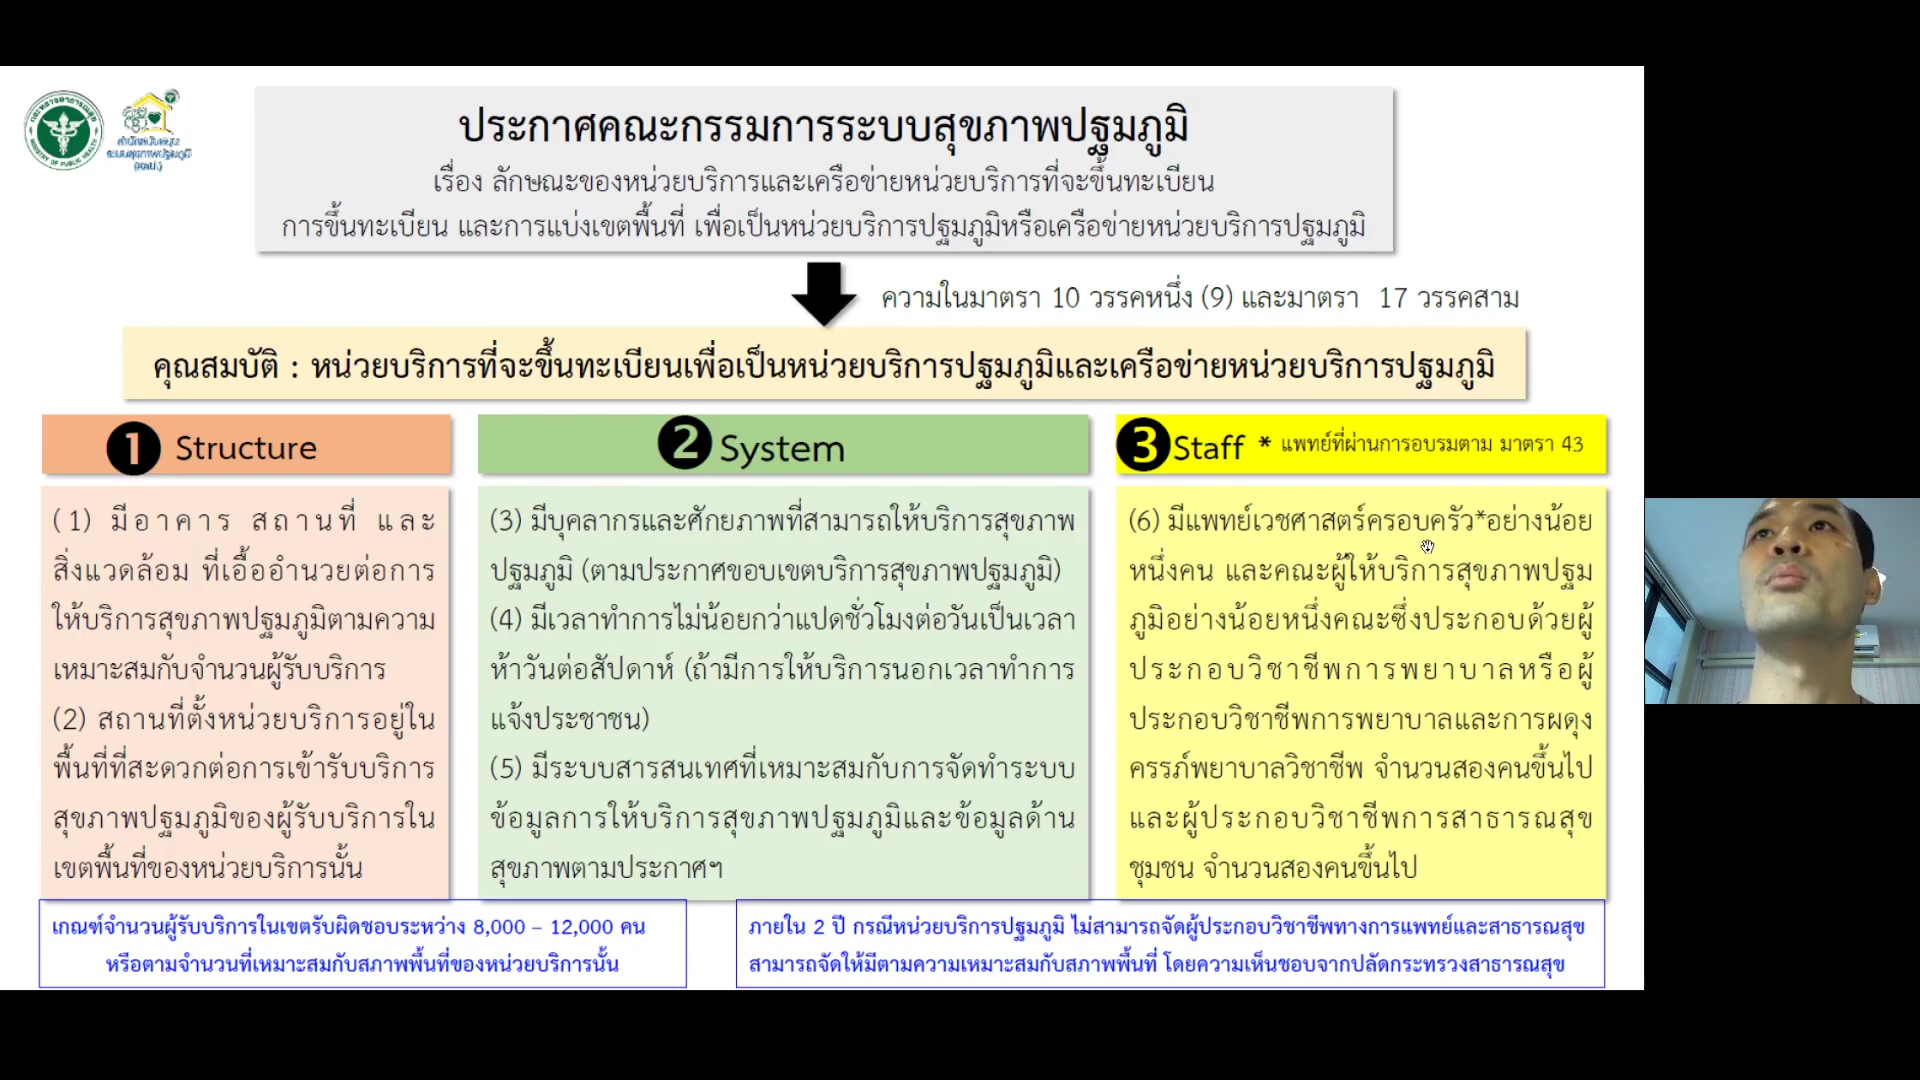 กระทรวงสาธารณสุข
MINISTRY OF PUBLIC HEALTH
สำนักสนับสนุน
ระบบสุขภาพปฐมภูมิ
(สสป.)
ประกาศคณะกรรมการระบบสุขภาพปฐมภูมิ
เรื่อง ลักษณะของหน่วยบริการและเครือข่ายหน่วยบริการที่จะขึ้นทะเบียน
การขึ้นทะเบียน และการแบ่งเขตพื้นที่ เพื่อเป็นหน่วยบริการปฐมภูมิหรือเครือข่ายหน่วยบริการปฐมภูมิ
ความในมาตรา 10 วรรคหนึ่ง (9) และมาตรา 17 วรรคสาม
คุณสมบัติ : หน่วยบริการที่จะขึ้นทะเบียนเพื่อเป็นหน่วยบริการปฐมภูมิและเครือข่ายหน่วยบริการปฐมภูมิ
1 Structure
(1) มีอาคาร สถานที่ และ
สิ่งแวดล้อม ที่เอื้ออำนวยต่อการ
ให้บริการสุขภาพปฐมภูมิตามความ
เหมาะสมกับจำนวนผู้รับบริการ
(2) สถานที่ตั้งหน่วยบริการอยู่ใน
พื้นที่ที่สะดวกต่อการเข้ารับบริการ
สุขภาพปฐมภูมิของผู้รับบริการใน
เขตพื้นที่ของหน่วยบริการนั้น
2 System
(3) มีบุคลากรและศักยภาพที่สามารถให้บริการสุขภาพ
ปฐมภูมิ (ตามประกาศขอบเขตบริการสุขภาพปฐมภูมิ)
(4) มีเวลาทำการไม่น้อยกว่าแปดชั่วโมงต่อวันเป็นเวลา
ห้าวันต่อสัปดาห์ (ถ้ามีการให้บริการนอกเวลาทำการ
แจ้งประชาชน)
(5) มีระบบสารสนเทศที่เหมาะสมกับการจัดทำระบบ
ข้อมูลการให้บริการสุขภาพปฐมภูมิและข้อมูลด้าน
สุขภาพตามประกาศฯ
3 Staff * แพทย์ที่ผ่านการอบรมตาม มาตรา 43
(6) มีแพทย์เวชศาสตร์ครอบครัว*อย่างน้อย
หนึ่งคน และคณะผู้ให้บริการสุขภาพปฐม
ภูมิอย่างน้อยหนึ่งคณะซึ่งประกอบด้วยผู้
ประกอบวิชาชีพการพยาบาลหรือผู้
ประกอบวิชาชีพการพยาบาลและการผดุง
ครรภ์พยาบาลวิชาชีพ จำนวนสองคนขึ้นไป
และผู้ประกอบวิชาชีพการสาธารณสุข
ชุมชน จำนวนสองคนขึ้นไป
เกณฑ์จำนวนผู้รับบริการในเขตรับผิดชอบระหว่าง 8,000 – 12,000 คน
หรือตามจำนวนที่เหมาะสมกับสภาพพื้นที่ของหน่วยบริการนั้น
ภายใน 2 ปี กรณีหน่วยบริการปฐมภูมิ ไม่สามารถจัดผู้ประกอบวิชาชีพทางการแพทย์และสาธารณสุข
สามารถจัดให้มีตามความเหมาะสมกับสภาพพื้นที่ โดยความเห็นชอบจากปลัดกระทรวงสาธารณสุข